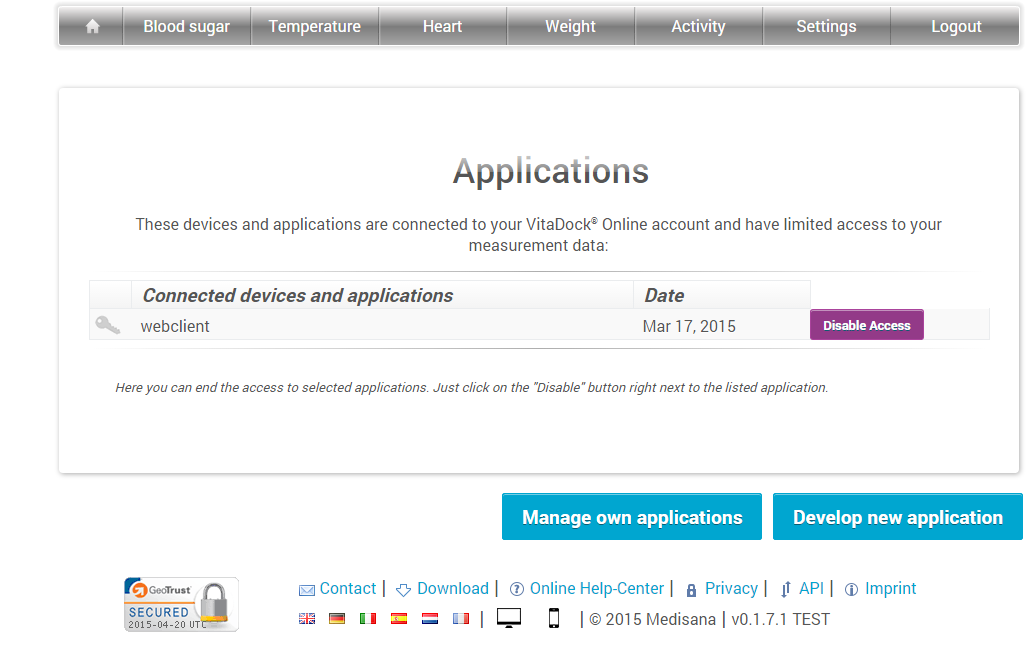 Blood sugar Temperature Heart Weight Activity Settings Logout
Applications
These devices and applications are connected to your VitaDock® Online account and have limited access to your
measurement data:
Connected devices and applications Date
webclient Mar 17, 2015 Disable Access
Here you can end the access to selected applications. Just click on the "Disable" button right next to the listed application.
Manage own applications Develop new application
GeoTrust
SECURED
2015-04-20 UTC
Contact | Download | Online Help-Center | Privacy | API | Imprint
| | © 2015 Medisana | v0.1.7.1 TEST